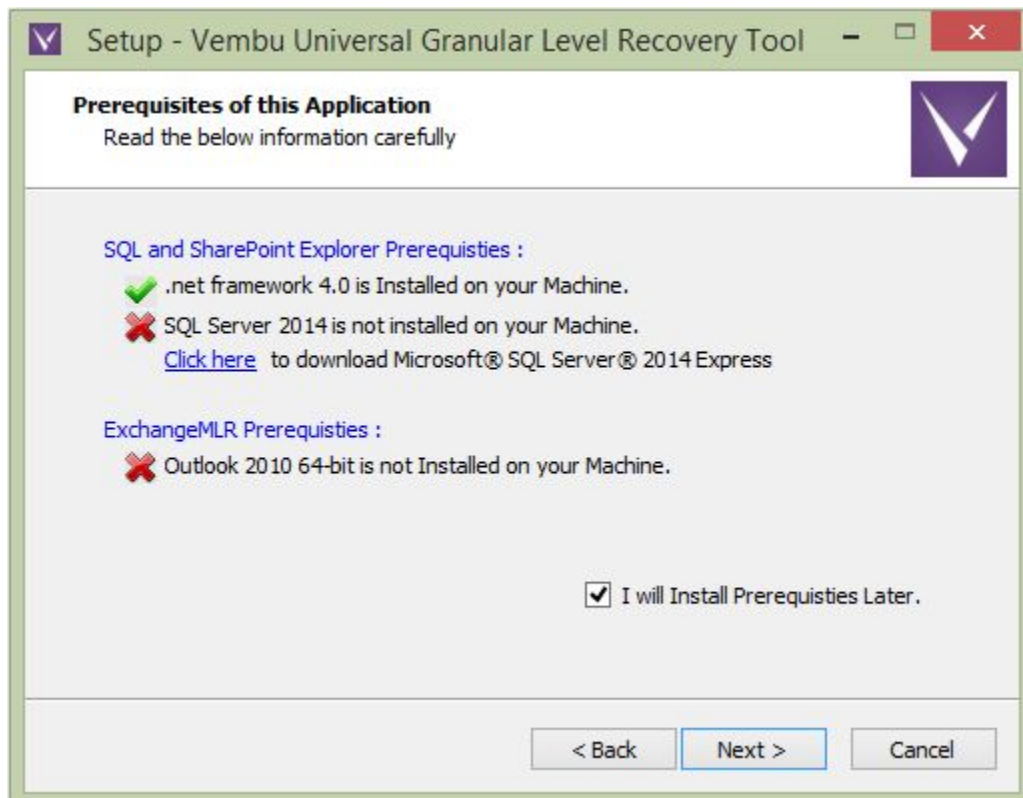 Setup - Vembu Universal Granular Level Recovery Tool
Prerequisites of this Application
Read the below information carefully
SQL and SharePoint Explorer Prerequisties :
.net framework 4.0 is Installed on your Machine.
SQL Server 2014 is not installed on your Machine.
Click here to download Microsoft® SQL Server® 2014 Express
ExchangeMLR Prerequisties :
Outlook 2010 64-bit is not Installed on your Machine.
I will Install Prerequisties Later.
< Back Next > Cancel